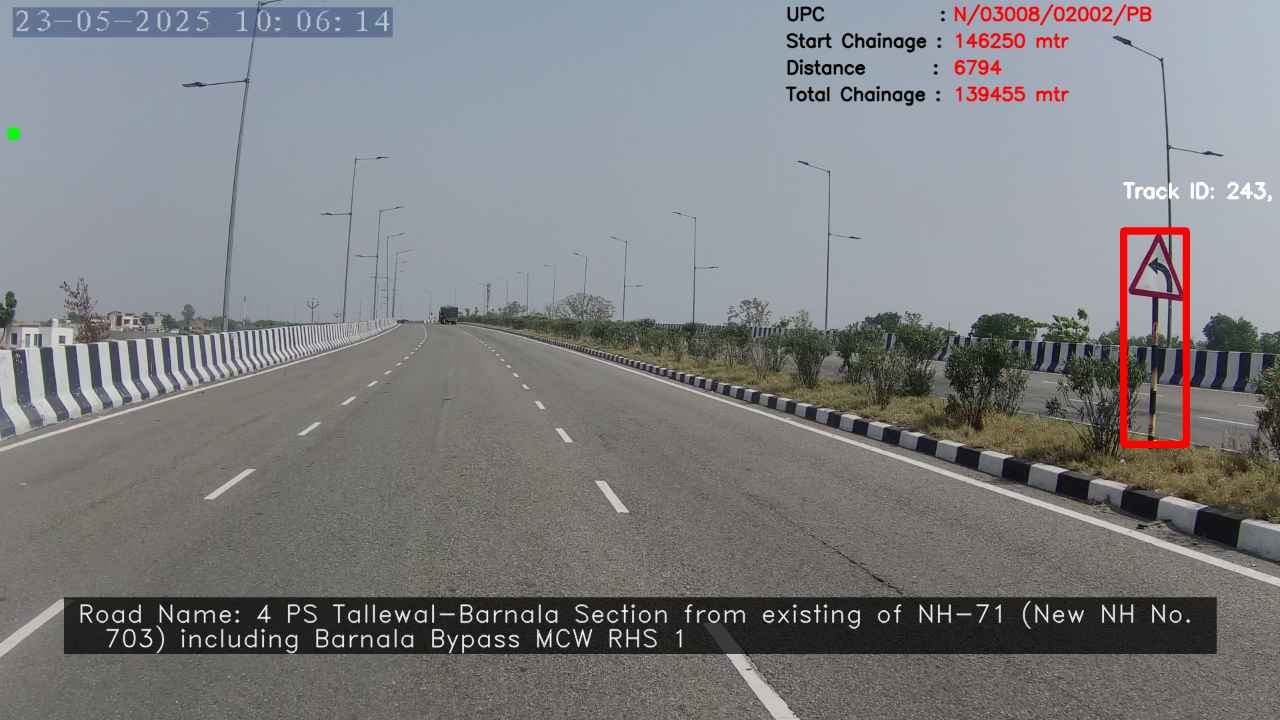 23-05-2025 10:06:14
UPC : N/03008/02002/PB
Start Chainage : 146250 mtr
Distance : 6794
Total Chainage : 139455 mtr
Track ID: 243,
Road Name: 4 PS Tallewal-Barnala Section from existing of NH-71 (New NH No.
703) including Barnala Bypass MCW RHS 1